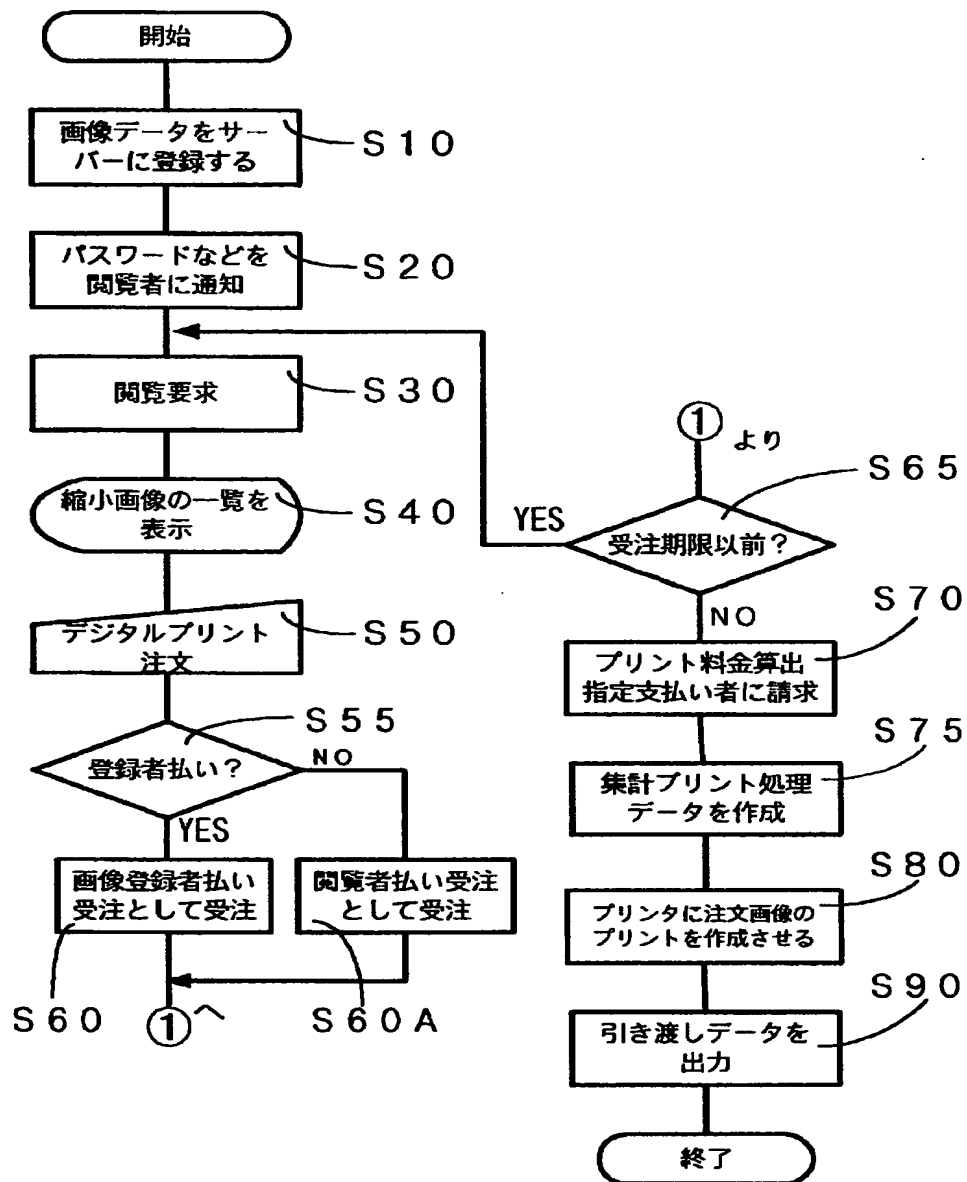 開始
画像データをサー
バーに登録する
S10
パスワードなどを
閲覧者に通知
S20
閲覧要求
S30
縮小画像の一覧を
表示
S40
デジタルプリント
注文
S50
登録者払い？
S55
NO
YES
画像登録者払い
受注として受注
S60
閲覧者払い受注
として受注
S60A
①へ
①より
受注期限以前？
S65
YES
NO
プリント料金算出
指定支払い者に請求
S70
集計プリント処理
データを作成
S75
プリンタに注文画像の
プリントを作成させる
S80
引き渡しデータを
出力
S90
終了